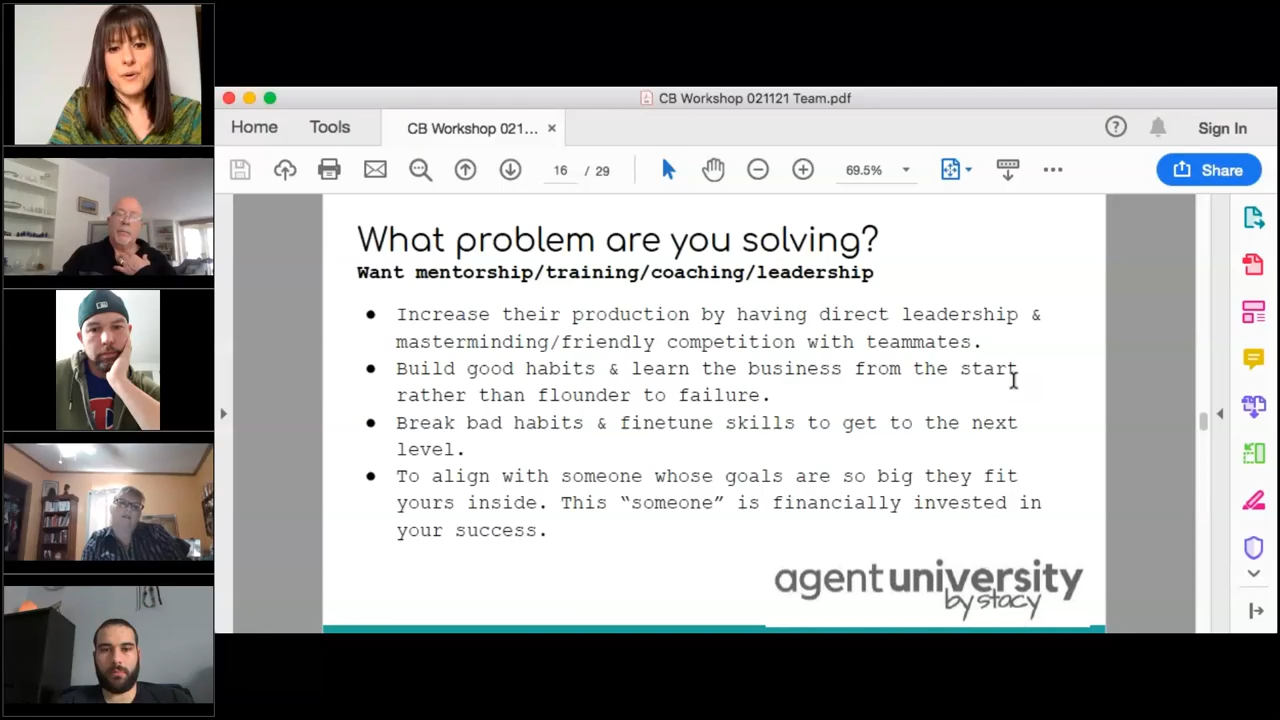 CB Workshop 021121 Team.pdf
Home
Tools
CB Workshop 021...
16 / 29
69.5%
Share
Sign In
What problem are you solving?
Want mentorship/training/coaching/leadership
● Increase their production by having direct leadership &
masterminding/friendly competition with teammates.
● Build good habits & learn the business from the start
rather than flounder to failure.
● Break bad habits & finetune skills to get to the next
level.
● To align with someone whose goals are so big they fit
yours inside. This “someone” is financially invested in
your success.
agent university
by stacy